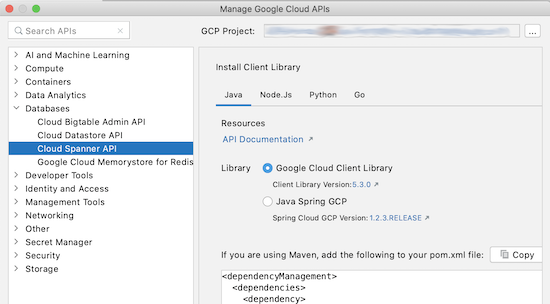 Manage Google Cloud APIs
Search APIs
GCP Project:
...
AI and Machine Learning
Compute
Containers
Data Analytics
Databases
Cloud Bigtable Admin API
Cloud Datastore API
Cloud Spanner API
Google Cloud Memorystore for Redis
Developer Tools
Identity and Access
Management Tools
Networking
Other
Secret Manager
Security
Storage
Install Client Library
Java Node.Js Python Go
Resources
API Documentation ↗
Library Google Cloud Client Library
Client Library Version:5.3.0 ↗
Java Spring GCP
Spring Cloud GCP Version: 1.2.3.RELEASE ↗
If you are using Maven, add the following to your pom.xml file: Copy
<dependencyManagement>
<dependencies>
<dependency>